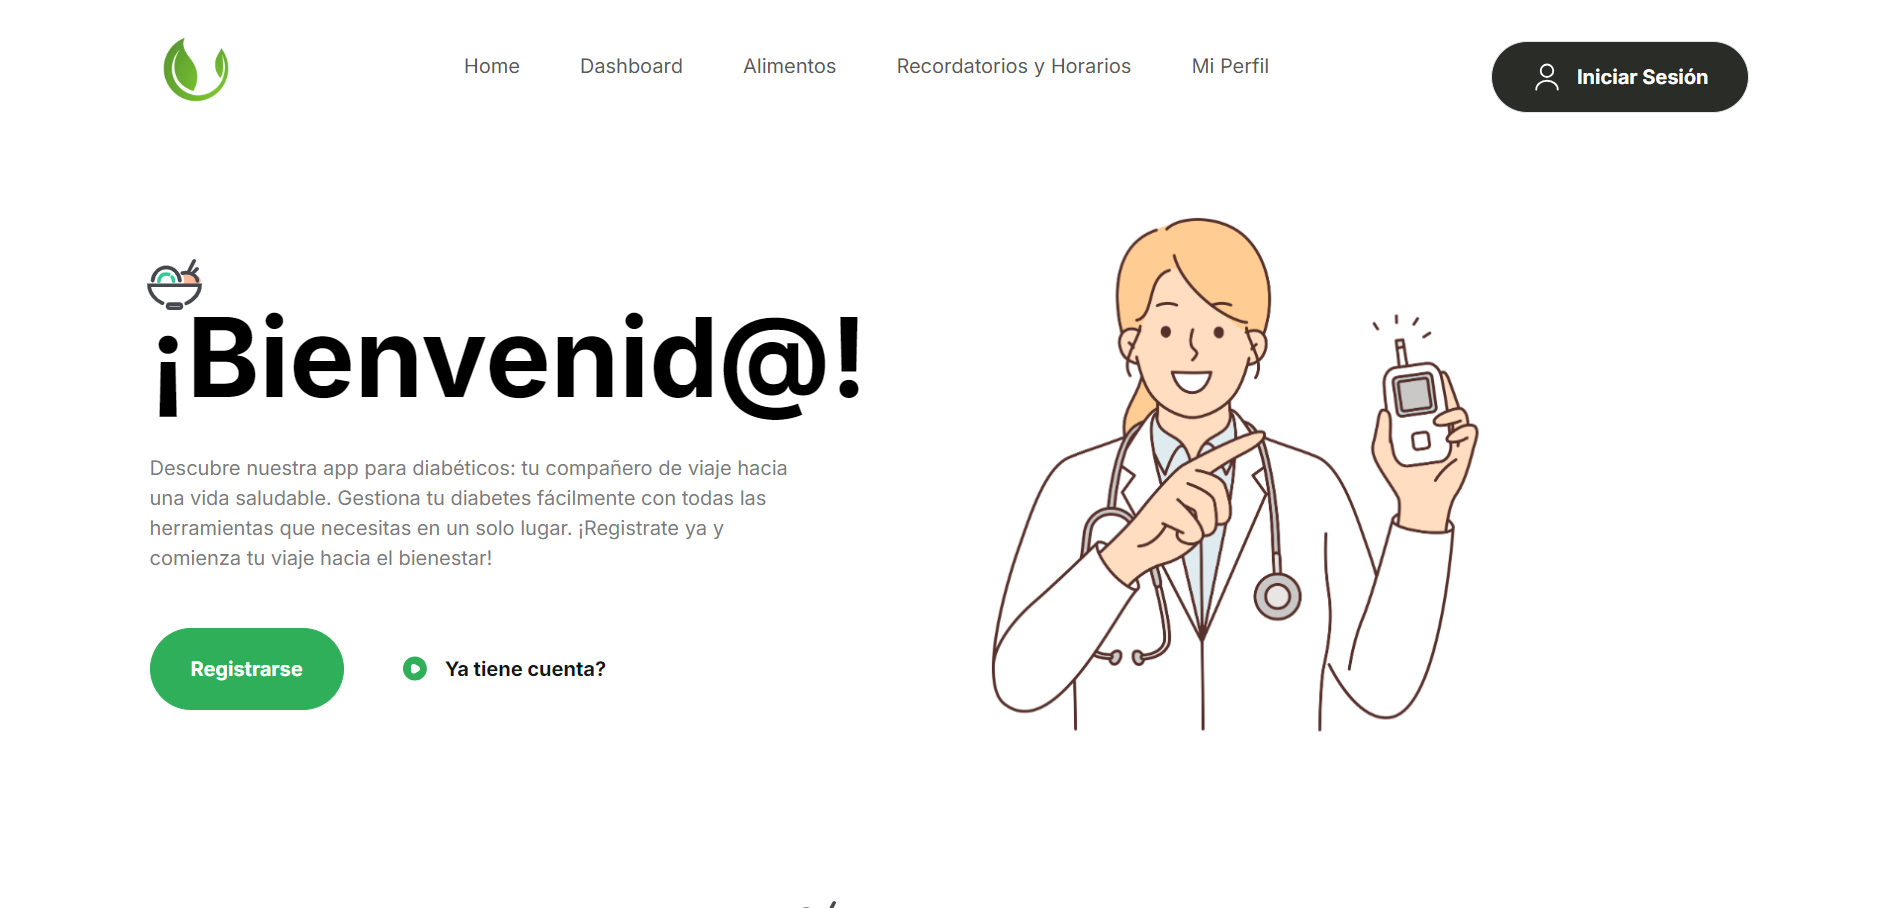 Home
Dashboard
Alimentos
Recordatorios y Horarios
Mi Perfil
Iniciar Sesión
¡Bienvenid@!
Descubre nuestra app para diabéticos: tu compañero de viaje hacia
una vida saludable. Gestiona tu diabetes fácilmente con todas las
herramientas que necesitas en un solo lugar. ¡Registrate ya y
comienza tu viaje hacia el bienestar!
Registrarse
Ya tiene cuenta?